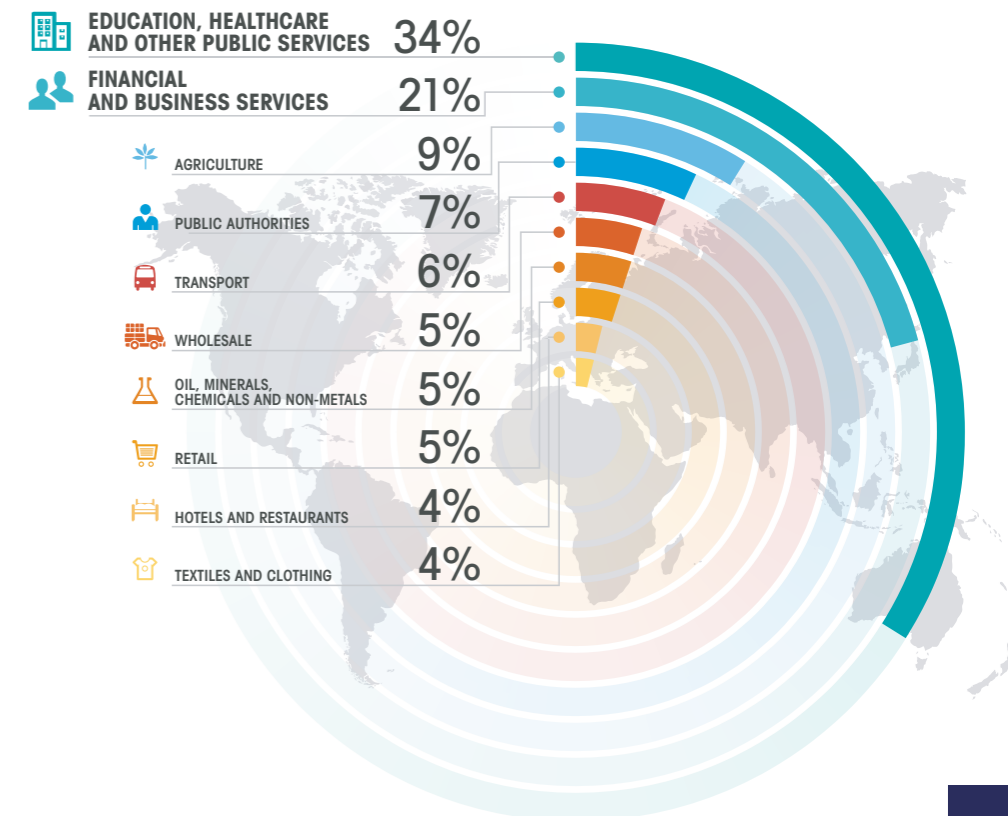 EDUCATION, HEALTHCARE
AND OTHER PUBLIC SERVICES 34%
FINANCIAL
AND BUSINESS SERVICES 21%
AGRICULTURE 9%
PUBLIC AUTHORITIES 7%
TRANSPORT 6%
WHOLESALE 5%
OIL, MINERALS,
CHEMICALS AND NON-METALS 5%
RETAIL 5%
HOTELS AND RESTAURANTS 4%
TEXTILES AND CLOTHING 4%